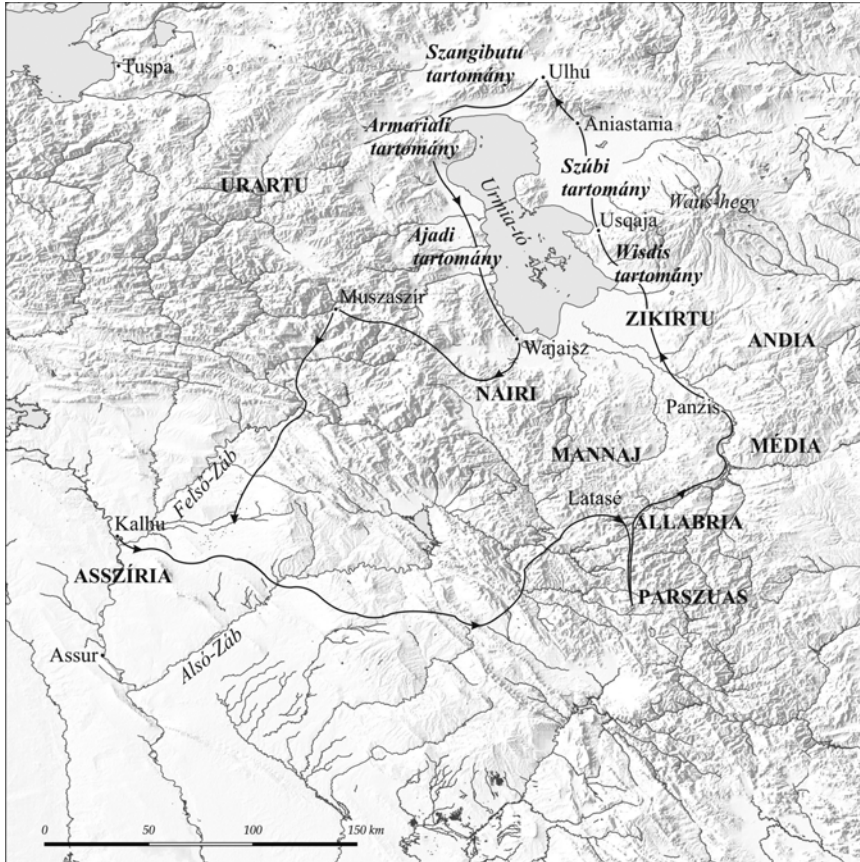 Szangibutu
tartomány
Tuspa
Ulhu
Armariali
tartomány
Aniastania
URARTU
Szúbi
tartomány
Waus-hegy
Urmia-tó
Usqaja
Ajadi
tartomány
Wisdis
tartomány
Muszaszir
ZIKIRTU
Wajaisz
ANDIA
NAIRI
Panzis
MANNAJ
MÉDIA
Felső-Záb
Latasé
Kalhu
ALLABRIA
ASSZÍRIA
PARSZUAS
Assur
Alsó-Záb
0 50 100 150 km